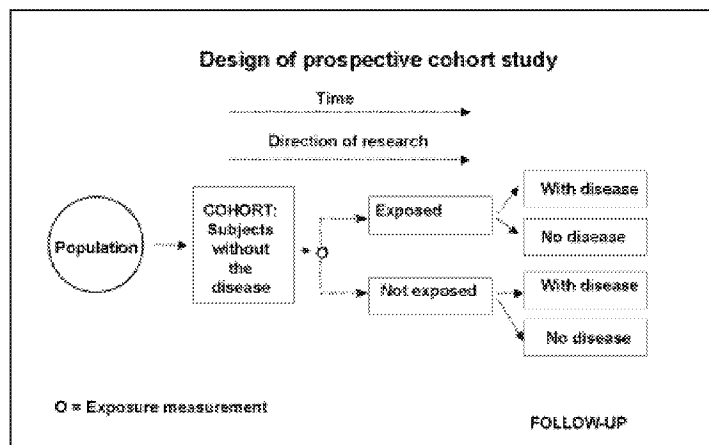 Design of prospective cohort study
Time
Direction of research
Population
COHORT:
Subjects
without
the
disease
O
Exposed
Not exposed
With disease
No disease
With disease
No disease
O = Exposure measurement
FOLLOW-UP